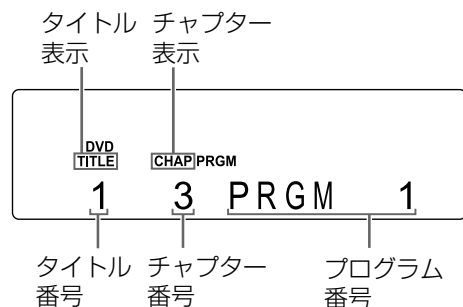 タイトル チャプター
表示 表示
DVD
TITLE CHAP PRGM
1 3 PRGM 1
タイトル チャプター プログラム
番号 番号 番号